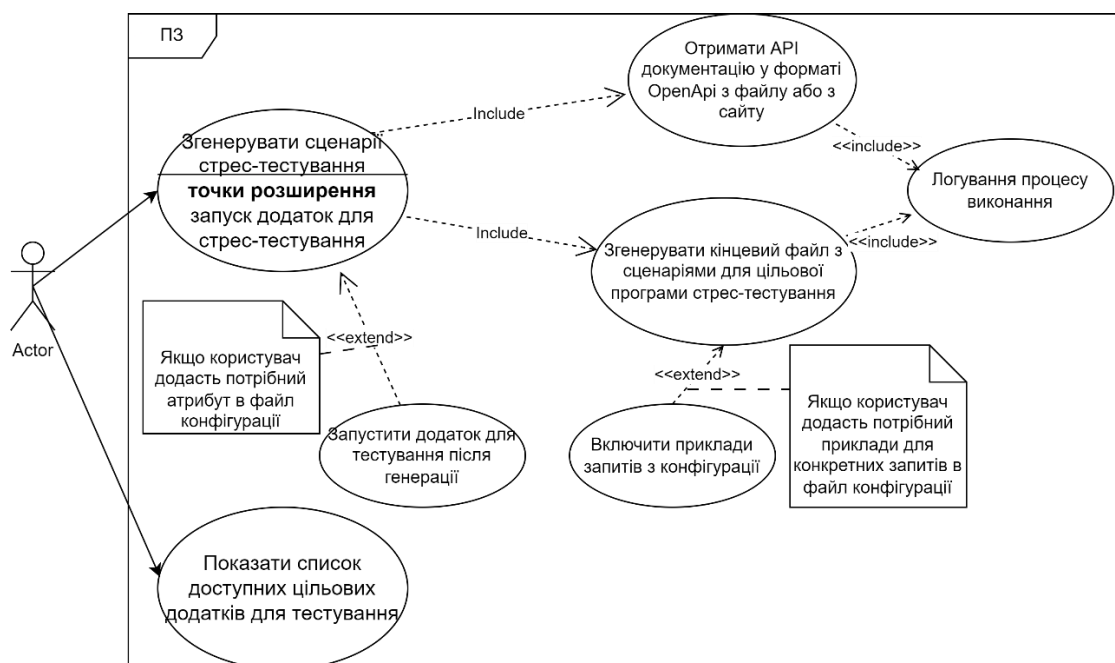 ПЗ
Отримати API
документацію у форматі
OpenApi з файлу або з
сайту
Include
Згенерувати сценарії
стрес-тестування
точки розширення
запуск додаток для
стрес-тестування
<<include>>
Логування процесу
виконання
Include
Згенерувати кінцевий файл з
сценаріями для цільової
програми стрес-тестування
<<include>>
Actor
Якщо користувач
додасть потрібний
атрибут в файл
конфігурації
<<extend>>
Запустити додаток для
тестування після
генерації
<<extend>>
Включити приклади
запитів з конфігурації
Якщо користувач
додасть потрібний
приклади для
конкретних запитів в
файл конфігурації
Показати список
доступних цільових
додатків для тестування